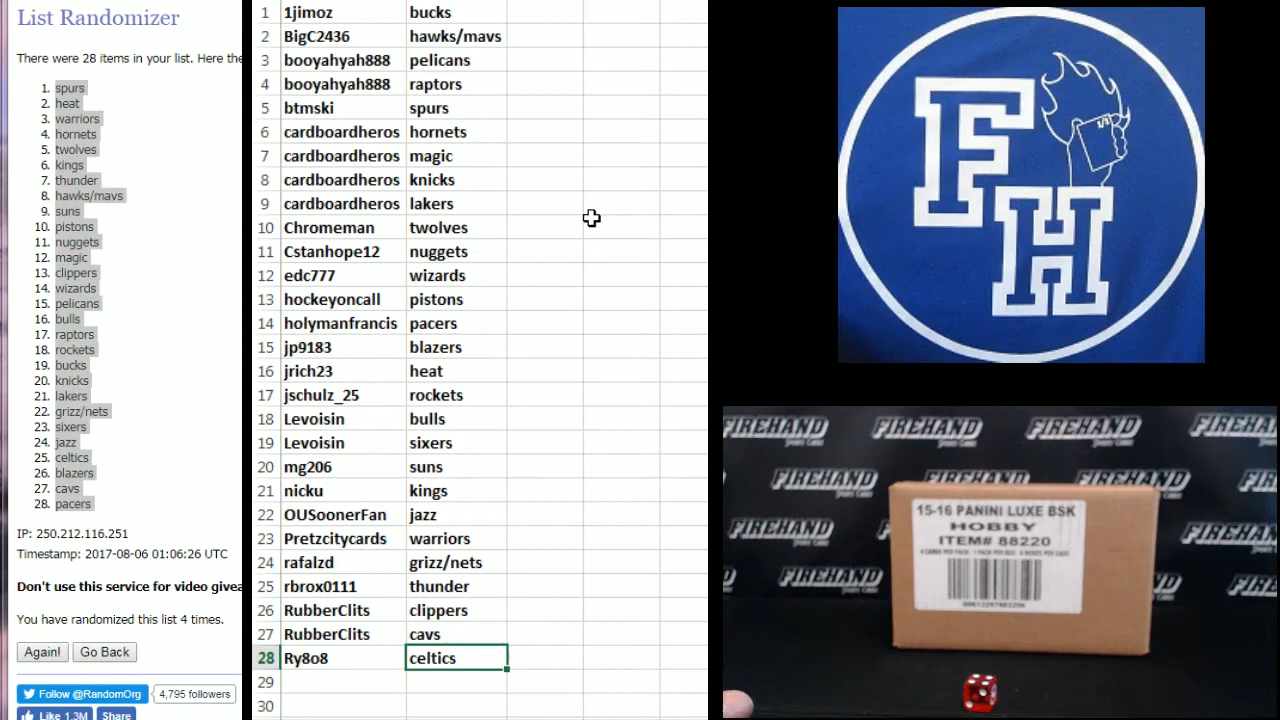 List Randomizer
There were 28 items in your list. Here the
1. spurs
2. heat
3. warriors
4. hornets
5. twolves
6. kings
7. thunder
8. hawks/mavs
9. suns
10. pistons
11. nuggets
12. magic
13. clippers
14. wizards
15. pelicans
16. bulls
17. raptors
18. rockets
19. bucks
20. knicks
21. lakers
22. grizz/nets
23. sixers
24. jazz
25. celtics
26. blazers
27. cavs
28. pacers
IP: 250.212.116.251
Timestamp: 2017-08-06 01:06:26 UTC
Don't use this service for video givea
You have randomized this list 4 times.
Again! Go Back
Follow @RandomOrg 4,795 followers
Like 1.3M Share
1 1jimoz bucks
2 BigC2436 hawks/mavs
3 booyahyah888 pelicans
4 booyahyah888 raptors
5 btmski spurs
6 cardboardheros hornets
7 cardboardheros magic
8 cardboardheros knicks
9 cardboardheros lakers
10 Chromeman twolves
11 Cstanhope12 nuggets
12 edc777 wizards
13 hockeyoncall pistons
14 holymanfrancis pacers
15 jp9183 blazers
16 jrich23 heat
17 jschulz_25 rockets
18 Levoisin bulls
19 Levoisin sixers
20 mg206 suns
21 nicku kings
22 OUSoonerFan jazz
23 Pretzcitycards warriors
24 rafalzd grizz/nets
25 rbrox0111 thunder
26 RubberClits clippers
27 RubberClits cavs
28 Ry8o8 celtics
29
30
F
1/1
H
FIREHAND FIREHAND FIREHAND FIREHAND
FIREHAND FIREHAND FIREHAND
15-16 PANINI LUXE BSK
HOBBY
ITEM# 88220